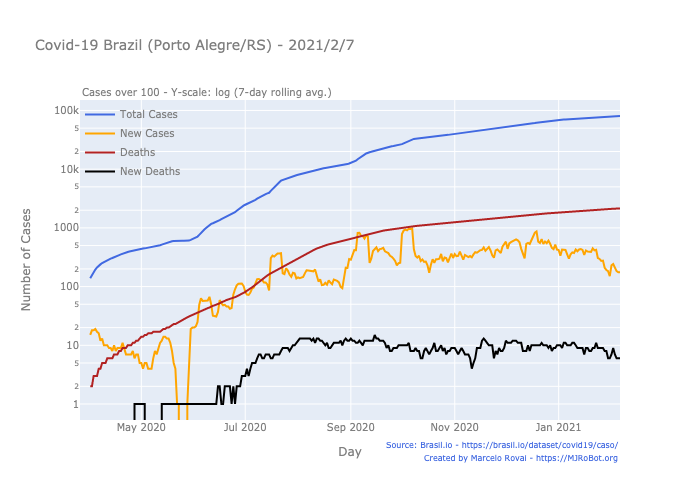 Covid-19 Brazil (Porto Alegre/RS) - 2021/2/7
Cases over 100 - Y-scale: log (7-day rolling avg.)
Total Cases
New Cases
Deaths
New Deaths
Number of Cases
100k
5
2
10k
5
2
1000
5
2
100
5
2
10
5
2
1
May 2020
Jul 2020
Sep 2020
Nov 2020
Jan 2021
Day
Source: Brasil.io - https://brasil.io/dataset/covid19/caso/
Created by Marcelo Rovai - https://MJRoBot.org